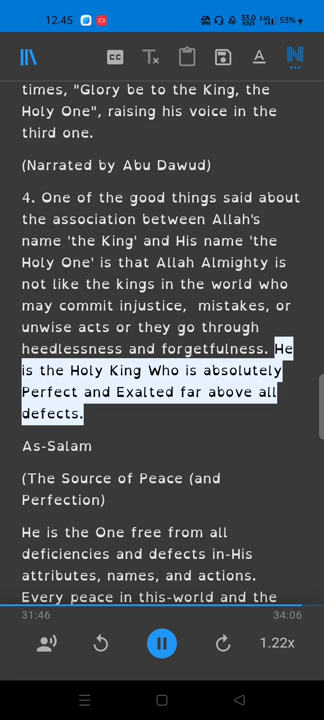 12.45
33.0 KB/S
53%
CC
times, "Glory be to the King, the
Holy One", raising his voice in the
third one.
(Narrated by Abu Dawud)
4. One of the good things said about
the association between Allah's
name 'the King' and His name 'the
Holy One' is that Allah Almighty is
not like the kings in the world who
may commit injustice,  mistakes, or
unwise acts or they go through
heedlessness and forgetfulness. He
is the Holy King Who is absolutely
Perfect and Exalted far above all
defects.
As-Salam
(The Source of Peace (and
Perfection)
He is the One free from all
deficiencies and defects in-His
attributes, names, and actions.
Every peace in this-world and the
31:46
34:06
1.22x